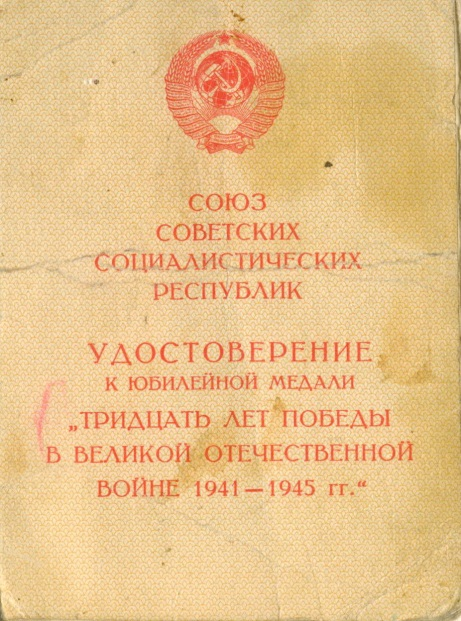 СОЮЗ
СОВЕТСКИХ
СОЦИАЛИСТИЧЕСКИХ
РЕСПУБЛИК
УДОСТОВЕРЕНИЕ
К ЮБИЛЕЙНОЙ МЕДАЛИ
„ТРИДЦАТЬ ЛЕТ ПОБЕДЫ
В ВЕЛИКОЙ ОТЕЧЕСТВЕННОЙ
ВОЙНЕ 1941—1945 гг.“